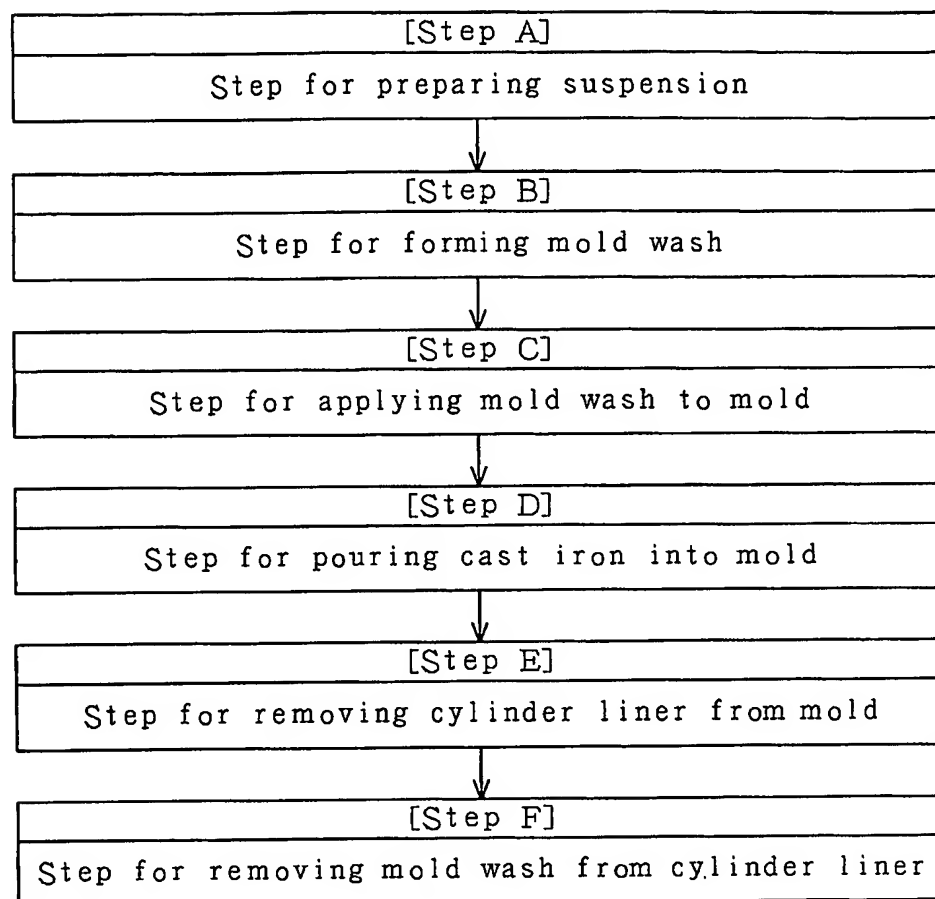 [Step A]
Step for preparing suspension
[Step B]
Step for forming mold wash
[Step C]
Step for applying mold wash to mold
[Step D]
Step for pouring cast iron into mold
[Step E]
Step for removing cylinder liner from mold
[Step F]
Step for removing mold wash from cylinder liner